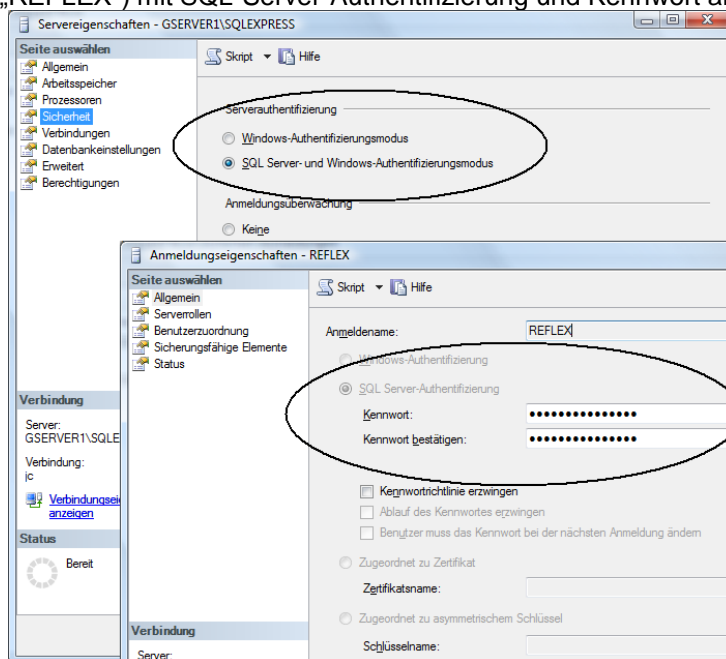 „REFLEX“) mit SQL Server-Authentifizierung und Kennwort
Servereigenschaften - GSERVER1\SQLEXPRESS
Seite auswählen
Allgemein
Arbeitsspeicher
Prozessoren
Sicherheit
Verbindungen
Datenbankeinstellungen
Erweitert
Berechtigungen
Skript
Hilfe
Serverauthentifizierung
Windows-Authentifizierungsmodus
SQL Server- und Windows-Authentifizierungsmodus
Anmeldungsüberwachung
Keine
Verbindung
Server:
GSERVER1\SQLE
Verbindung:
jc
Verbindungsei
anzeigen
Status
Bereit
Anmeldungseigenschaften - REFLEX
Seite auswählen
Allgemein
Serverrollen
Benutzerzuordnung
Sicherungsfähige Elemente
Status
Verbindung
Server:
Skript
Hilfe
Anmeldename: REFLEX
Windows-Authentifizierung
SQL Server-Authentifizierung
Kennwort: ●●●●●●●●●●●●●●●
Kennwort bestätigen: ●●●●●●●●●●●●●●●
Kennwortrichtlinie erzwingen
Ablauf des Kennwortes erzwingen
Benutzer muss das Kennwort bei der nächsten Anmeldung ändern
Zugeordnet zu Zertifikat
Zertifikatsname:
Zugeordnet zu asymmetrischem Schlüssel
Schlüsselname: